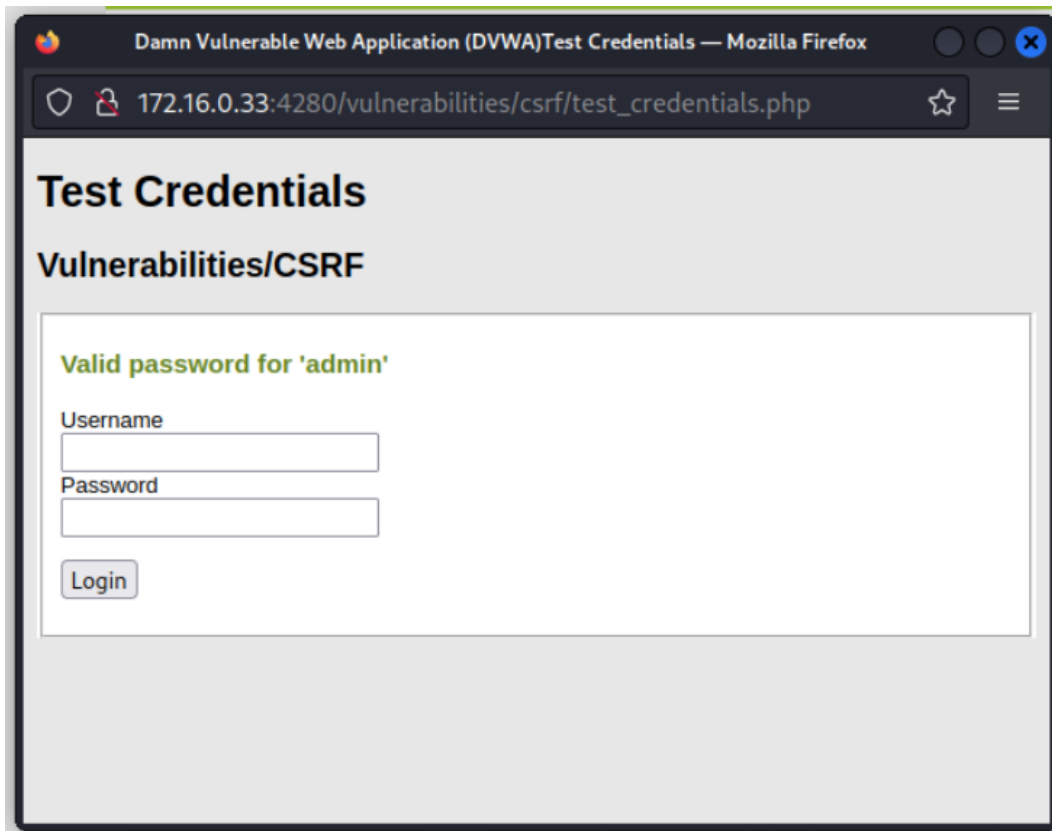 Damn Vulnerable Web Application (DVWA)Test Credentials — Mozilla Firefox
172.16.0.33:4280/vulnerabilities/csrf/test_credentials.php
Test Credentials
Vulnerabilities/CSRF
Valid password for 'admin'
Username
Password
Login